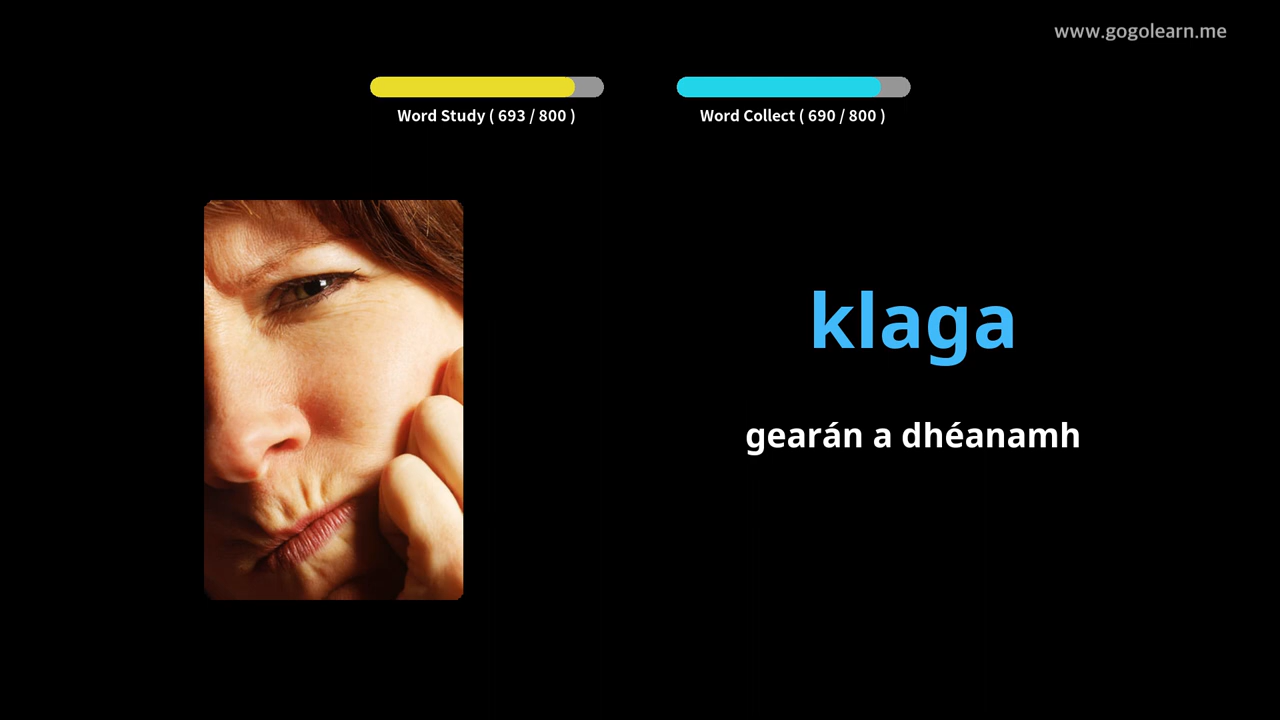 www.gogolearn.me
Word Study ( 693 / 800 )
Word Collect ( 690 / 800 )
klaga
gearán a dhéanamh